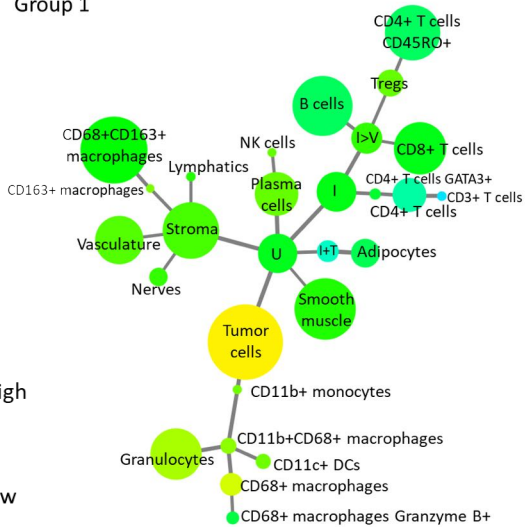 Group 1
CD4+ T cells
CD45RO+
Tregs
B cells
I>V
CD8+ T cells
CD68+CD163+
macrophages
NK cells
Lymphatics
CD163+ macrophages
Plasma
cells
I
CD4+ T cells GATA3+
CD3+ T cells
CD4+ T cells
Stroma
Vasculature
U
I+T
Adipocytes
Nerves
Smooth
muscle
Tumor
cells
igh
CD11b+ monocytes
CD11b+CD68+ macrophages
Granulocytes
CD11c+ DCs
CD68+ macrophages
w
CD68+ macrophages Granzyme B+